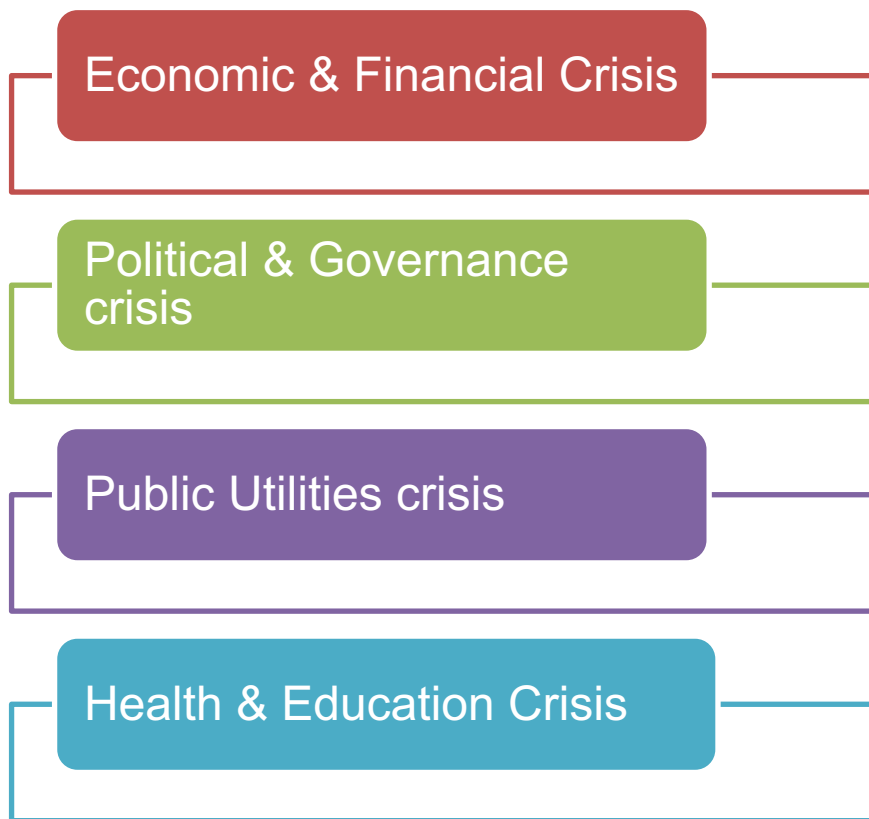 Economic & Financial Crisis
Political & Governance
crisis
Public Utilities crisis
Health & Education Crisis